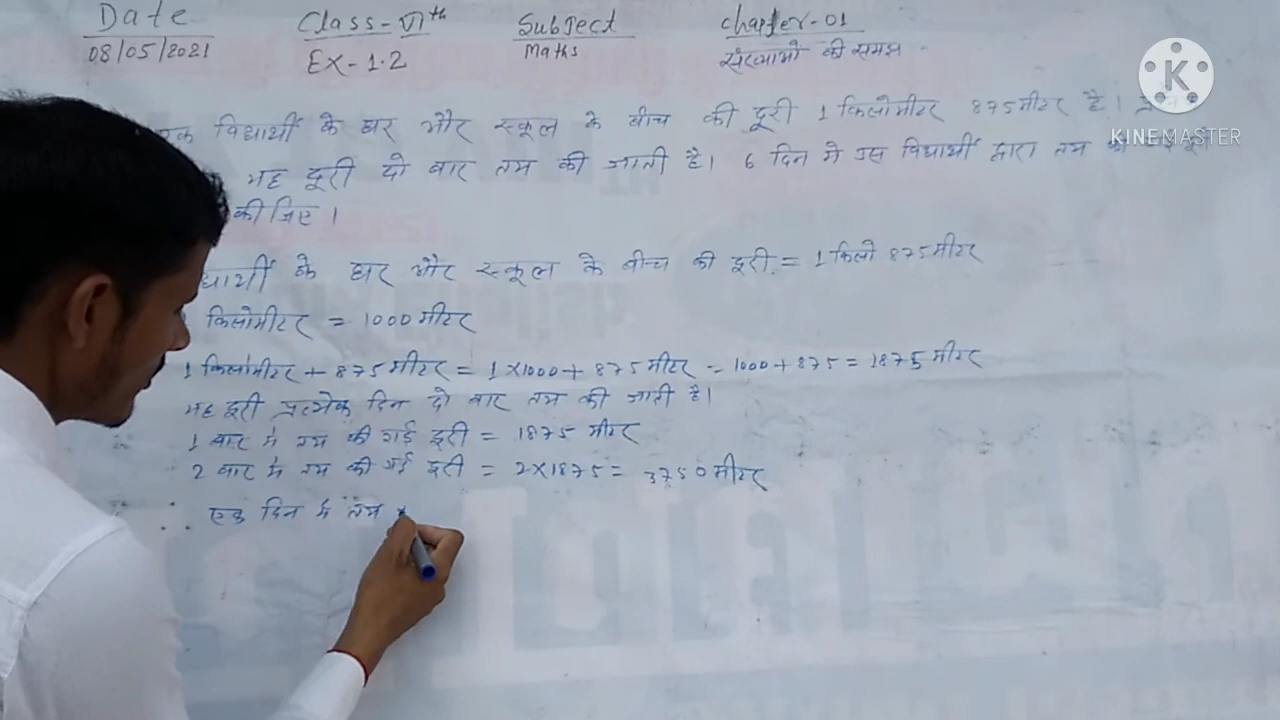 Date Class-VIth Subject Chapter-01
08/05/2021 Ex-1.2 Maths संख्याओं की समझ
K
KINEMASTER
एक विद्यार्थी के घर और स्कूल के बीच की दूरी 1 किलोमीटर 875 मीटर है।
यह दूरी दो बार तय की जाती है। 6 दिन में उस विद्यार्थी द्वारा तय की
कीजिए।
के घर और स्कूल के बीच की दूरी = 1 किलो 875 मीटर
किलोमीटर = 1000 मीटर
1 किलोमीटर + 875 मीटर = 1×1000 + 875 मीटर - 1000 + 875 = 1875 मीटर
यह दूरी प्रत्येक दिन दो बार तय की जाती है।
1 बार में तय की गई दूरी = 1875 मीटर
2 बार में तय की गई दूरी = 2×1875 = 3750 मीटर
एक दिन में तय